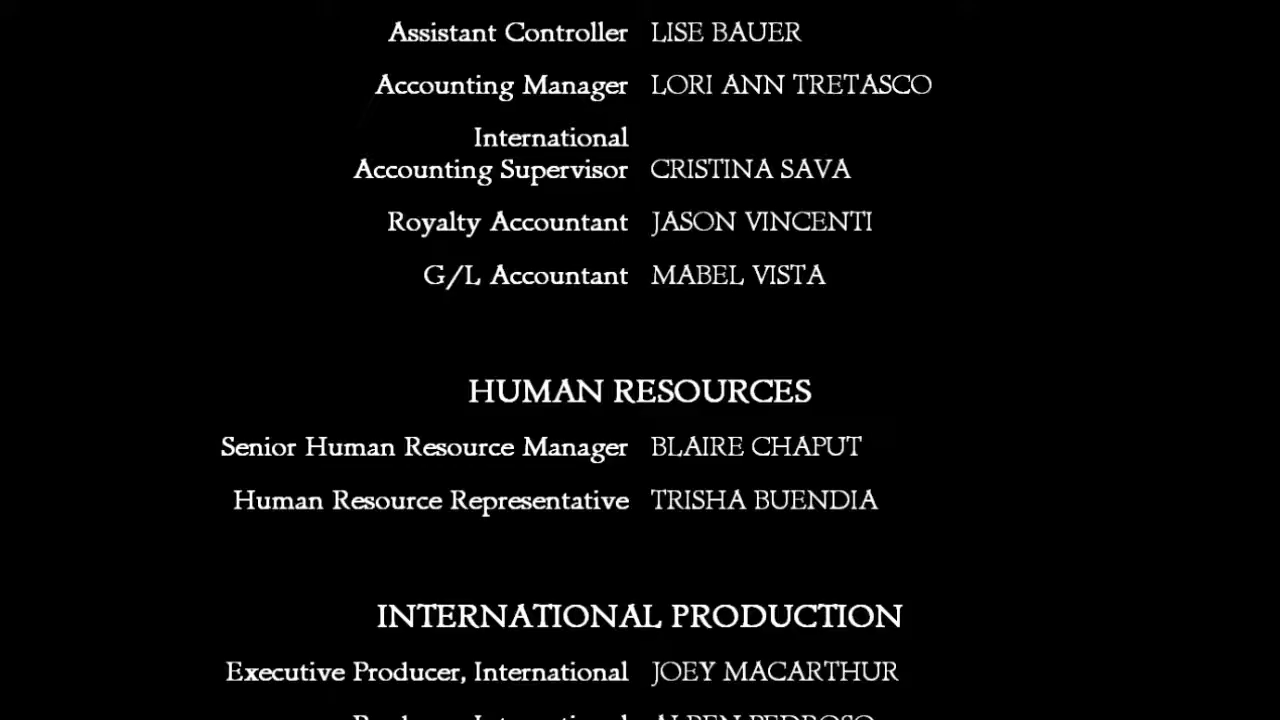 Assistant Controller LISE BAUER
Accounting Manager LORI ANN TRETASCO
International
Accounting Supervisor CRISTINA SAVA
Royalty Accountant JASON VINCENTI
G/L Accountant MABEL VISTA
HUMAN RESOURCES
Senior Human Resource Manager BLAIRE CHAPUT
Human Resource Representative TRISHA BUENDIA
INTERNATIONAL PRODUCTION
Executive Producer, International JOEY MACARTHUR